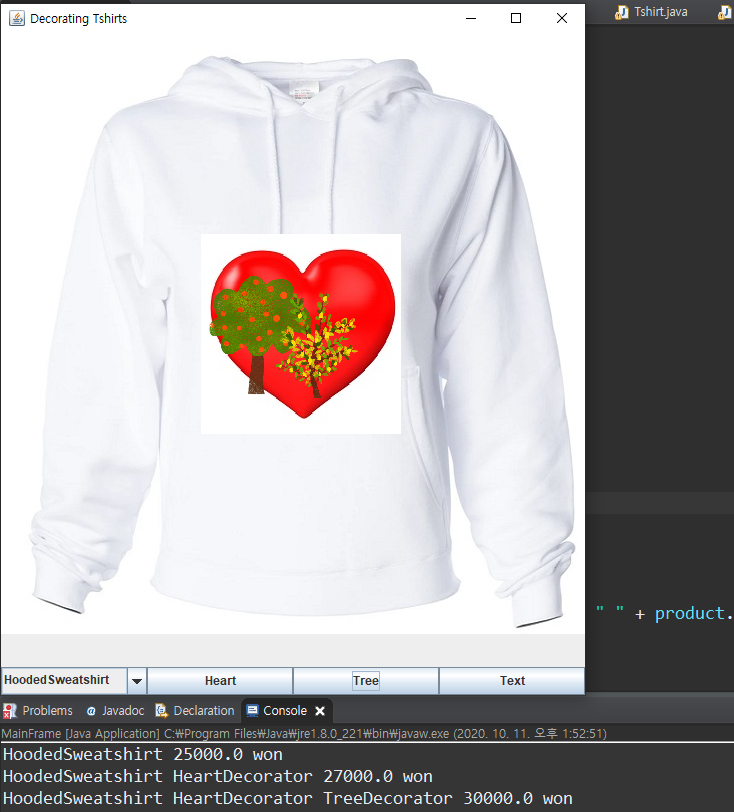 Decorating Tshirts
Tshirt.java
" " + product.
HoodedSweatshirt
Heart
Tree
Text
Problems
@ Javadoc
Declaration
Console
MainFrame [Java Application] C:₩Program Files₩Java₩jre1.8.0_221₩bin₩javaw.exe (2020. 10. 11. 오후 1:52:51)
HoodedSweatshirt 25000.0 won
HoodedSweatshirt HeartDecorator 27000.0 won
HoodedSweatshirt HeartDecorator TreeDecorator 30000.0 won